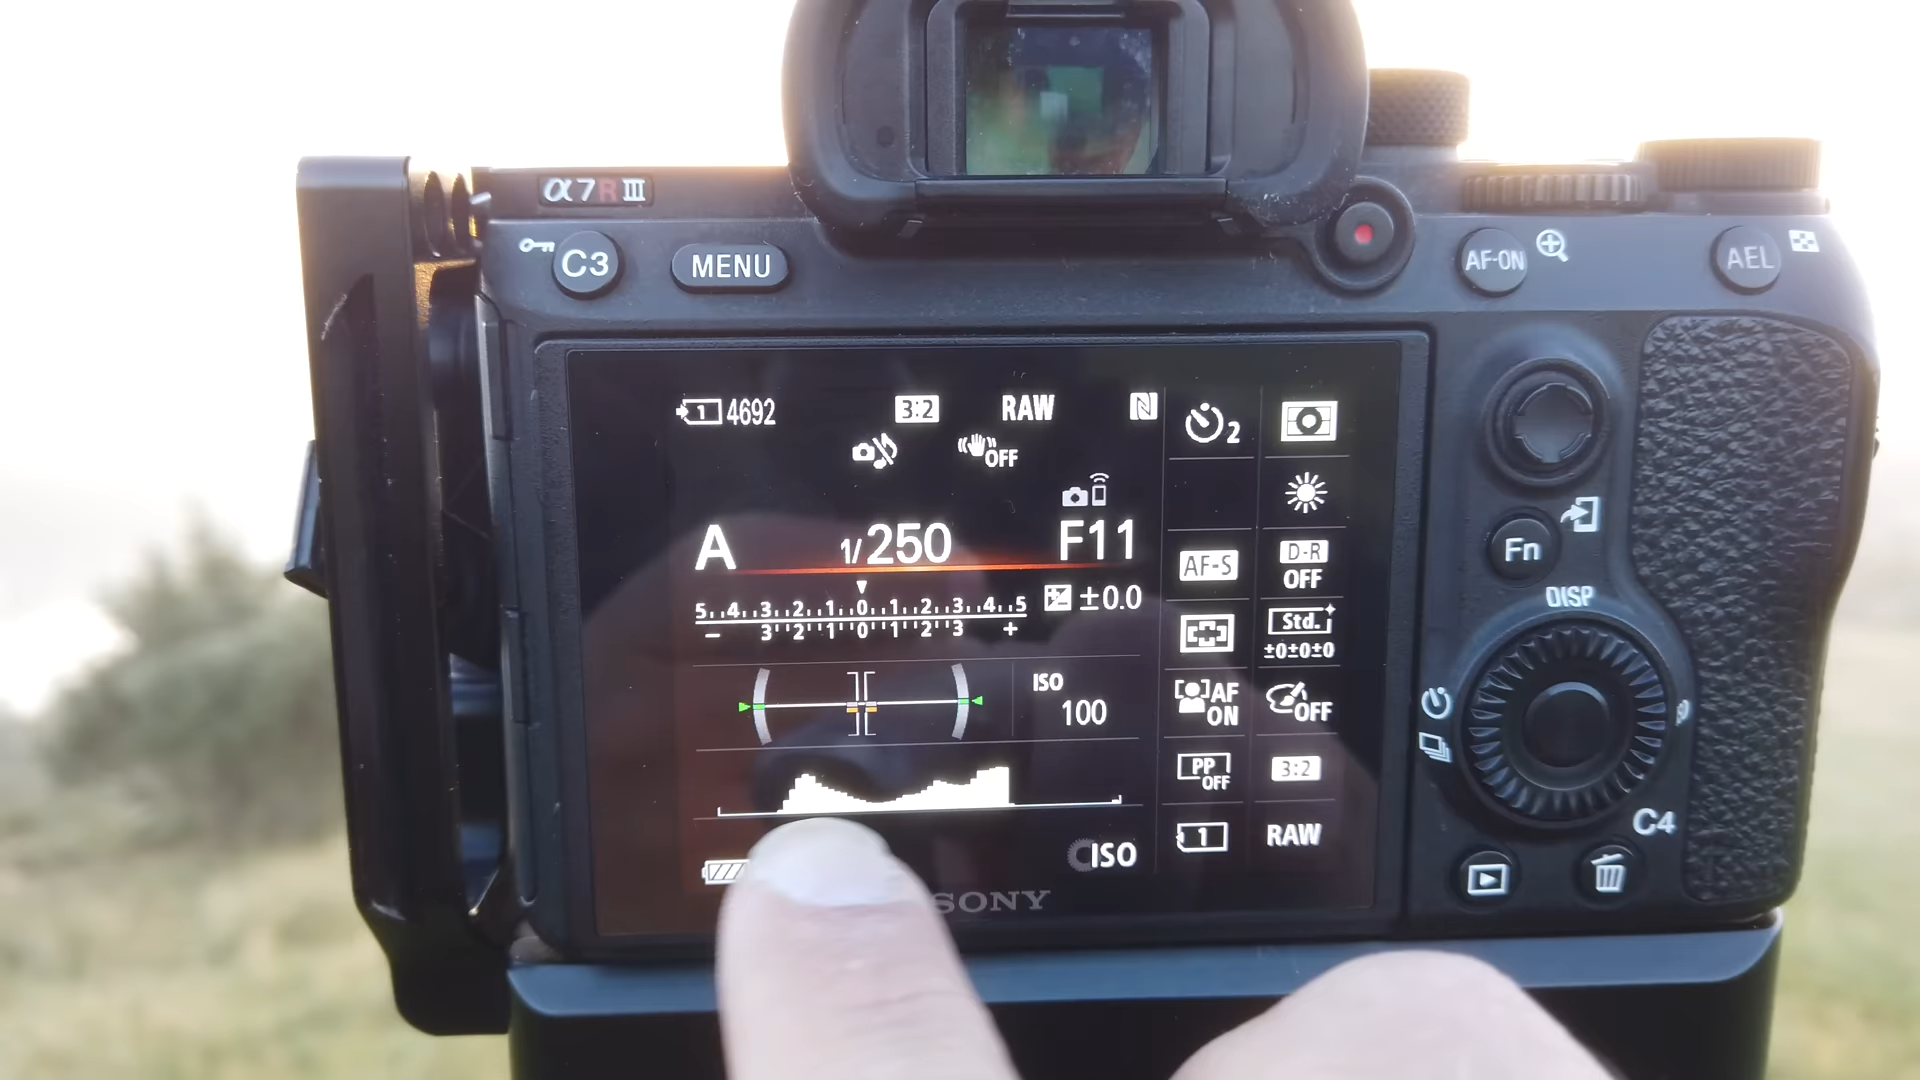 α7RIII
C3
MENU
AF-ON
AEL
1 4692
3:2
RAW
N
2
OFF
A
1/250
F11
5..4..3..2..1..0..1..2..3..4..5
- 3 2 1 0 1 2 3 +
±0.0
AF-S
D-R
OFF
Std.
±0±0±0
ISO
100
AF
ON
OFF
PP
OFF
3:2
1
RAW
ISO
SONY
Fn
DISP
C4